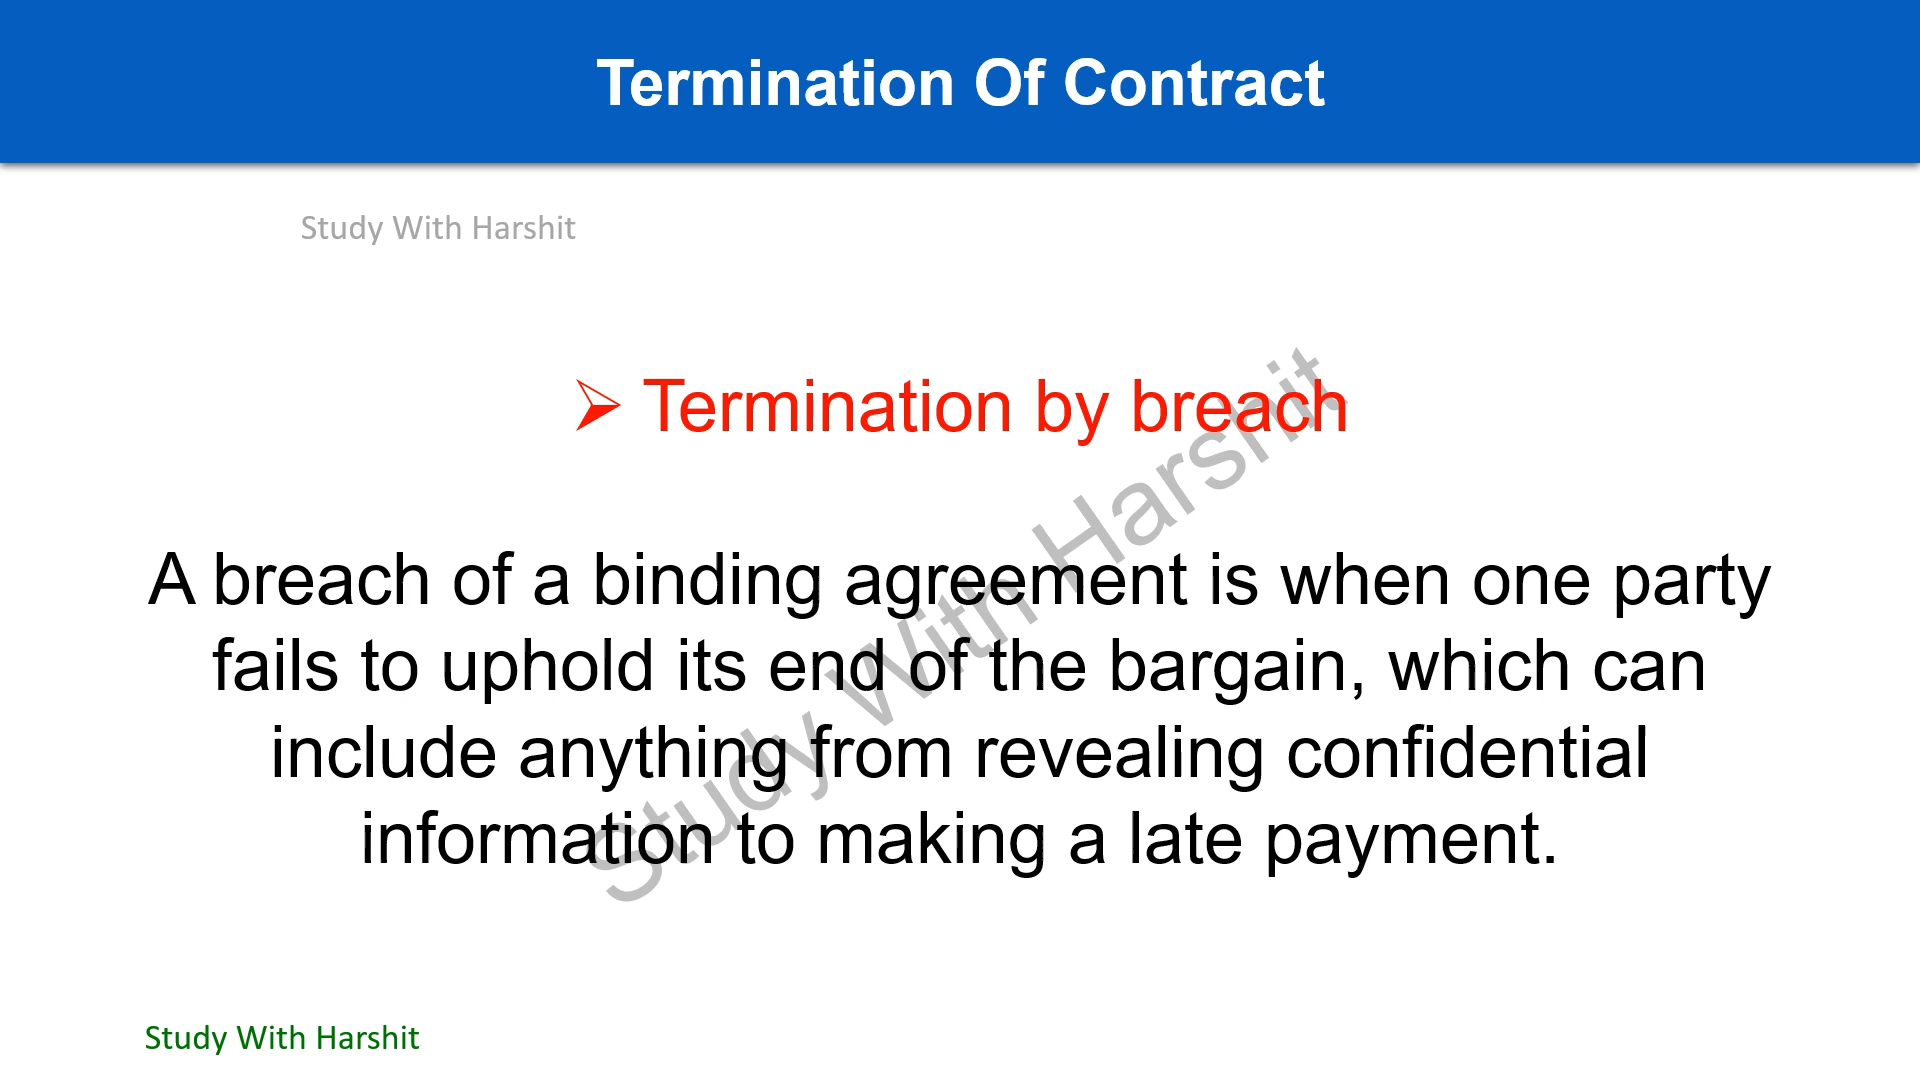 Termination Of Contract
Study With Harshit
➢ Termination by breach
A breach of a binding agreement is when one party
fails to uphold its end of the bargain, which can
include anything from revealing confidential
information to making a late payment.
Study With Harshit
Study With Harshit